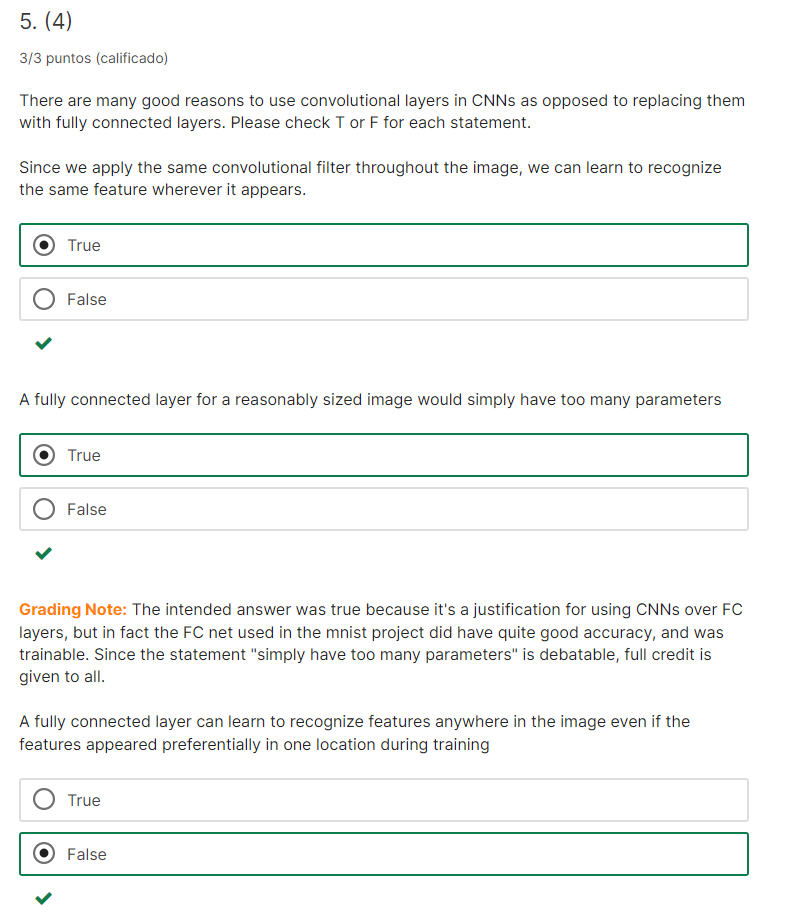 5. (4)
3/3 puntos (calificado)
There are many good reasons to use convolutional layers in CNNs as opposed to replacing them
with fully connected layers. Please check T or F for each statement.
Since we apply the same convolutional filter throughout the image, we can learn to recognize
the same feature wherever it appears.
True
False
A fully connected layer for a reasonably sized image would simply have too many parameters
True
False
Grading Note: The intended answer was true because it's a justification for using CNNs over FC
layers, but in fact the FC net used in the mnist project did have quite good accuracy, and was
trainable. Since the statement "simply have too many parameters" is debatable, full credit is
given to all.
A fully connected layer can learn to recognize features anywhere in the image even if the
features appeared preferentially in one location during training
True
False